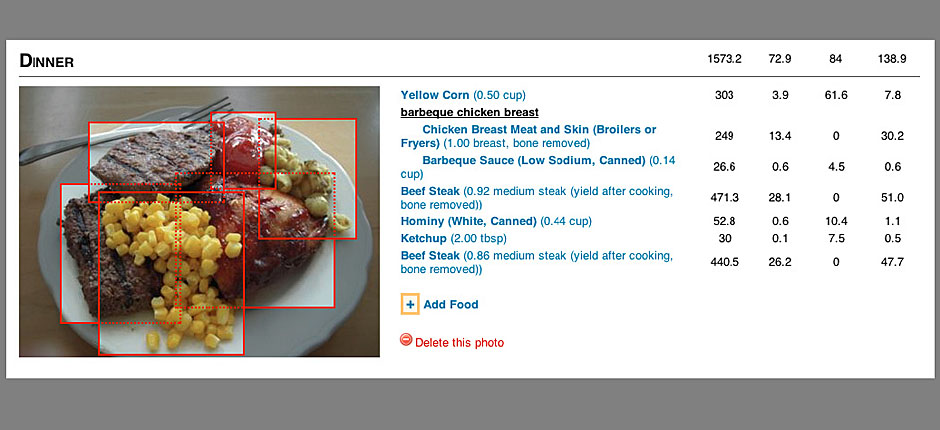 DINNER 1573.2 72.9 84 138.9
Yellow Corn (0.50 cup) 303 3.9 61.6 7.8
barbeque chicken breast
Chicken Breast Meat and Skin (Broilers or
Fryers) (1.00 breast, bone removed) 249 13.4 0 30.2
Barbeque Sauce (Low Sodium, Canned) (0.14
cup) 26.6 0.6 4.5 0.6
Beef Steak (0.92 medium steak (yield after cooking,
bone removed)) 471.3 28.1 0 51.0
Hominy (White, Canned) (0.44 cup) 52.8 0.6 10.4 1.1
Ketchup (2.00 tbsp) 30 0.1 7.5 0.5
Beef Steak (0.86 medium steak (yield after cooking,
bone removed)) 440.5 26.2 0 47.7
+ Add Food
Delete this photo